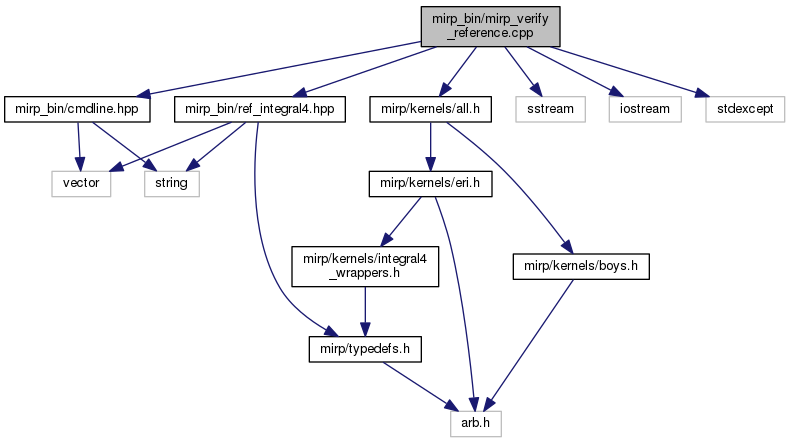 mirp_bin/mirp_verify
_reference.cpp
mirp_bin/cmdline.hpp
mirp_bin/ref_integral4.hpp
mirp/kernels/all.h
sstream
iostream
stdexcept
vector
string
mirp/kernels/eri.h
mirp/kernels/integral4
_wrappers.h
mirp/kernels/boys.h
mirp/typedefs.h
arb.h